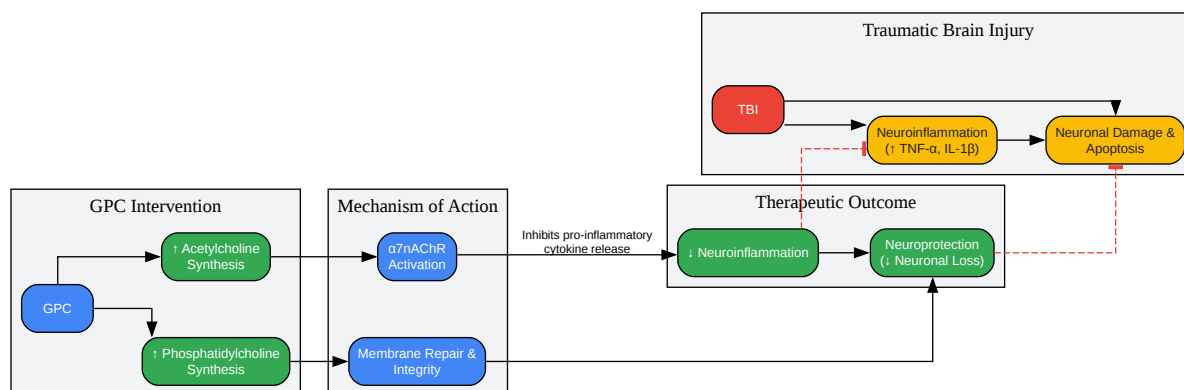 Traumatic Brain Injury
TBI
Neuroinflammation
(↑ TNF-α, IL-1β)
Neuronal Damage &
Apoptosis
GPC Intervention
↑ Acetylcholine
Synthesis
GPC
↑ Phosphatidylcholine
Synthesis
Mechanism of Action
α7nAChR
Activation
Membrane Repair &
Integrity
Inhibits pro-inflammatory
cytokine release
Therapeutic Outcome
↓ Neuroinflammation
Neuroprotection
(↓ Neuronal Loss)